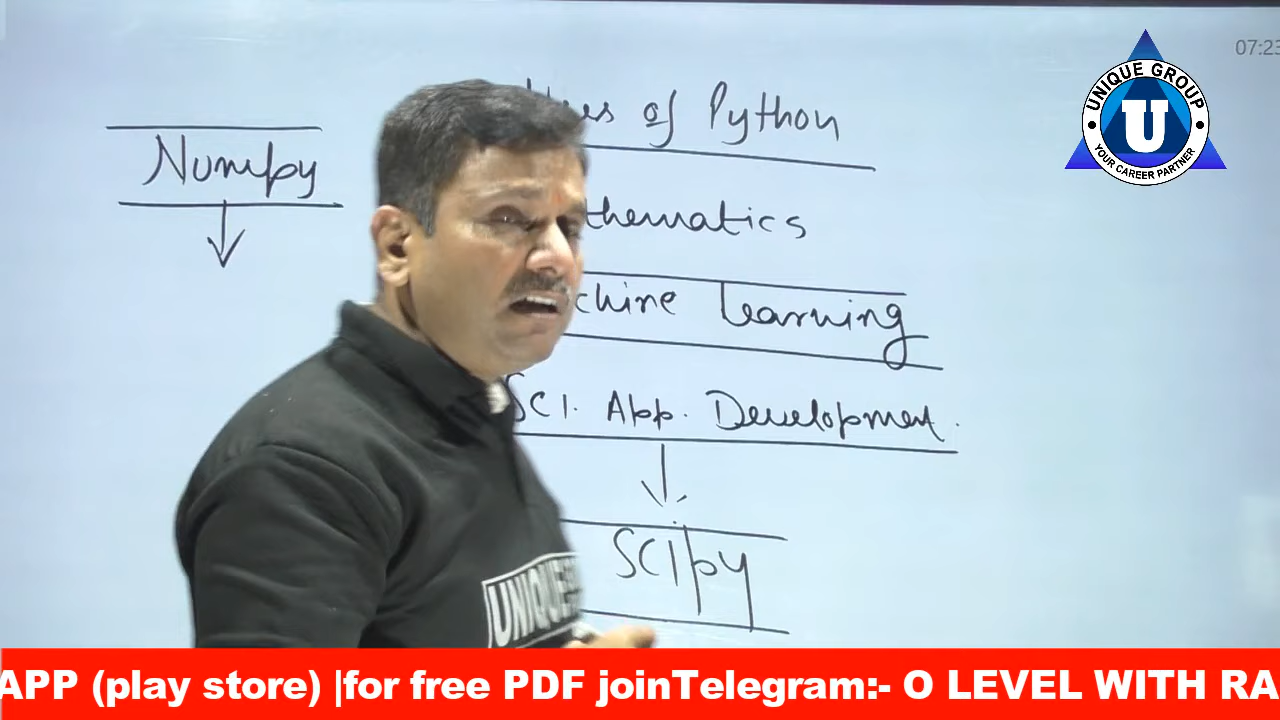 07:23
UNIQUE GROUP
U
YOUR CAREER PARTNER
of Python
Numpy
thematics
chine Learning
SCI. App. Development.
SCIpy
UNIQUE
APP (play store) |for free PDF joinTelegram:- O LEVEL WITH RA